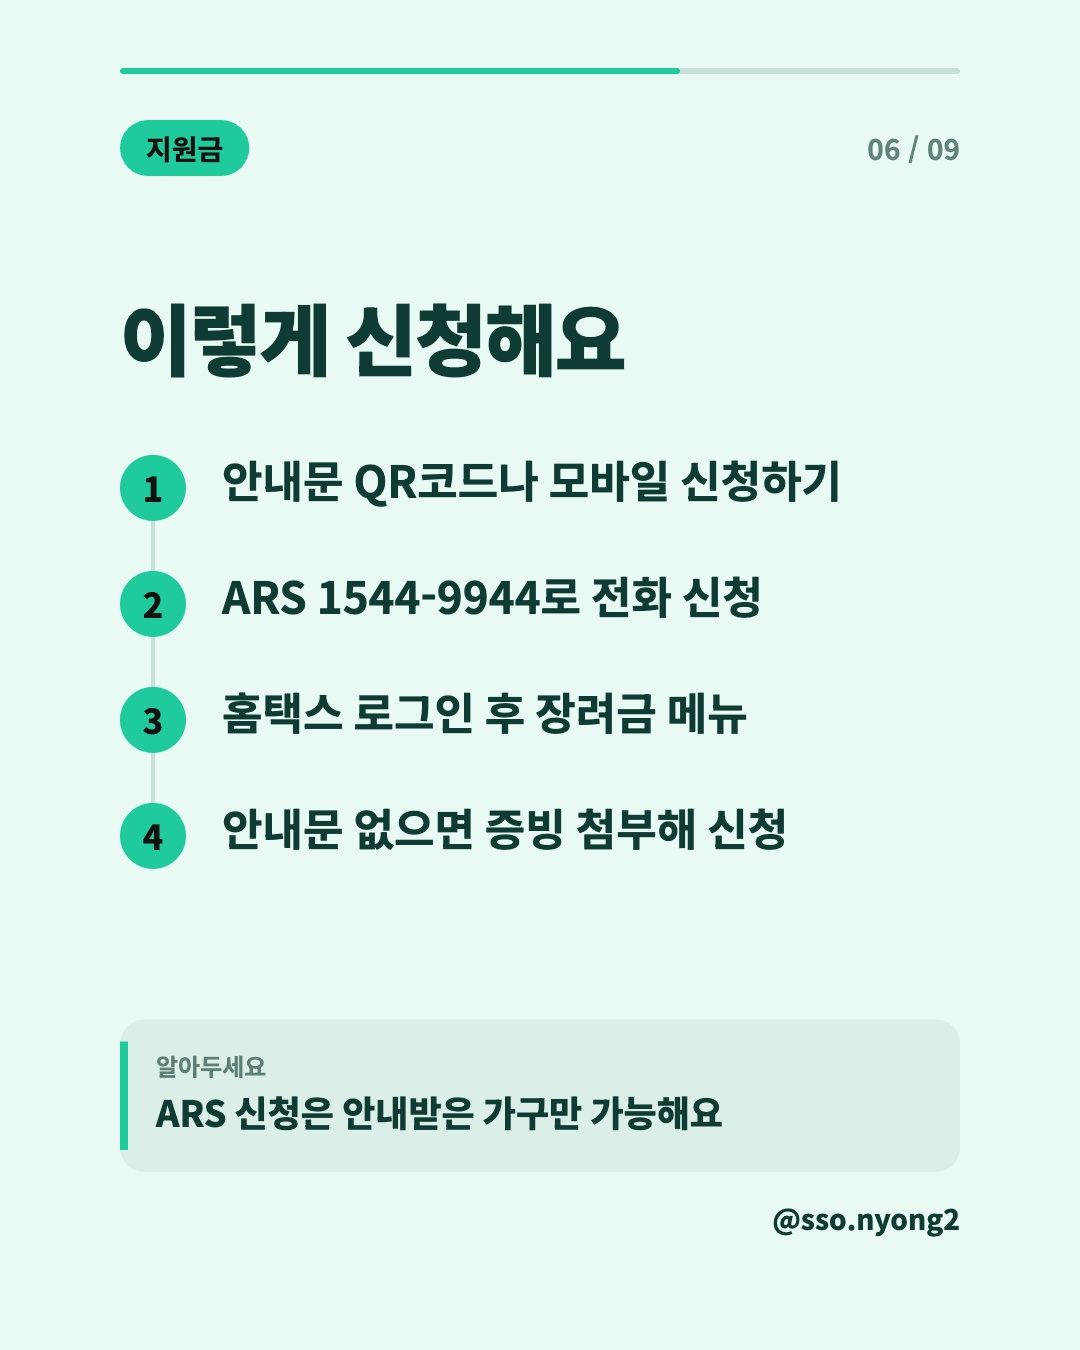 지원금
06 / 09
이렇게 신청해요
1 안내문 QR코드나 모바일 신청하기
2 ARS 1544-9944로 전화 신청
3 홈택스 로그인 후 장려금 메뉴
4 안내문 없으면 증빙 첨부해 신청
알아두세요
ARS 신청은 안내받은 가구만 가능해요
@sso.nyong2